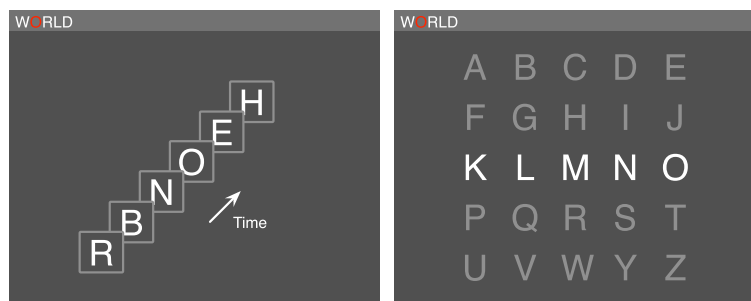 WORLD
H
E
O
N
B
R
Time
WORLD
A B C D E
F G H I J
K L M N O
P Q R S T
U V W Y Z